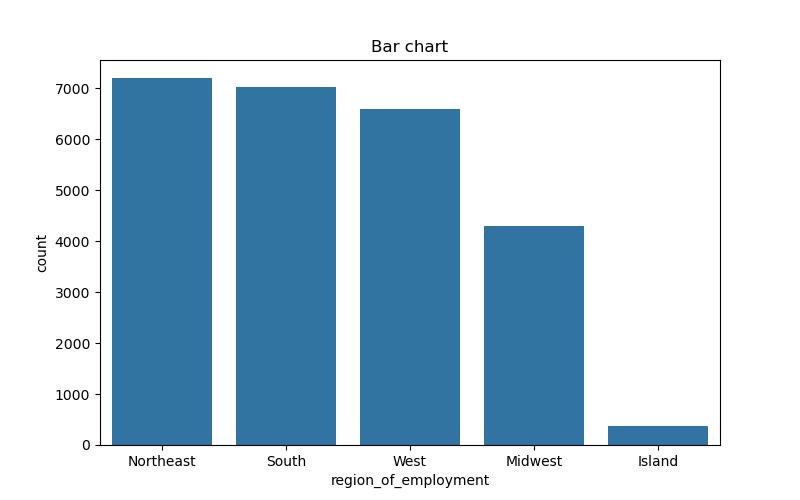 Bar chart
7000
6000
5000
4000
3000
2000
1000
0
count
Northeast South West Midwest Island
region_of_employment